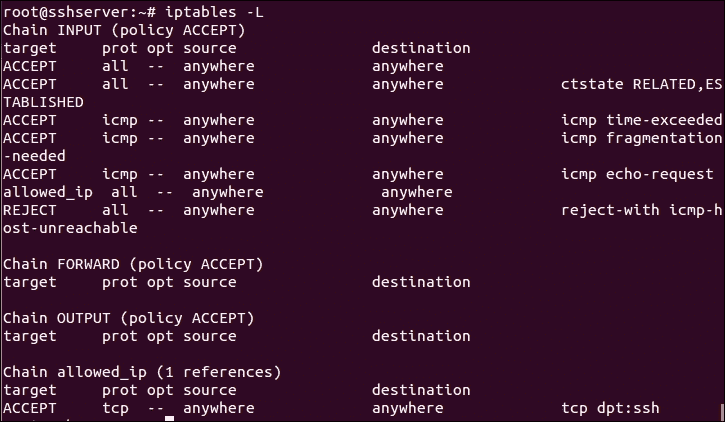 root@sshserver:~# iptables -L
Chain INPUT (policy ACCEPT)
target     prot opt source               destination
ACCEPT     all  --  anywhere             anywhere
ACCEPT     all  --  anywhere             anywhere             ctstate RELATED,ES
TABLISHED
ACCEPT     icmp --  anywhere             anywhere             icmp time-exceeded
ACCEPT     icmp --  anywhere             anywhere             icmp fragmentation
-needed
ACCEPT     icmp --  anywhere             anywhere             icmp echo-request
allowed_ip  all  --  anywhere             anywhere
REJECT     all  --  anywhere             anywhere             reject-with icmp-h
ost-unreachable

Chain FORWARD (policy ACCEPT)
target     prot opt source               destination

Chain OUTPUT (policy ACCEPT)
target     prot opt source               destination

Chain allowed_ip (1 references)
target     prot opt source               destination
ACCEPT     tcp  --  anywhere             anywhere             tcp dpt:ssh